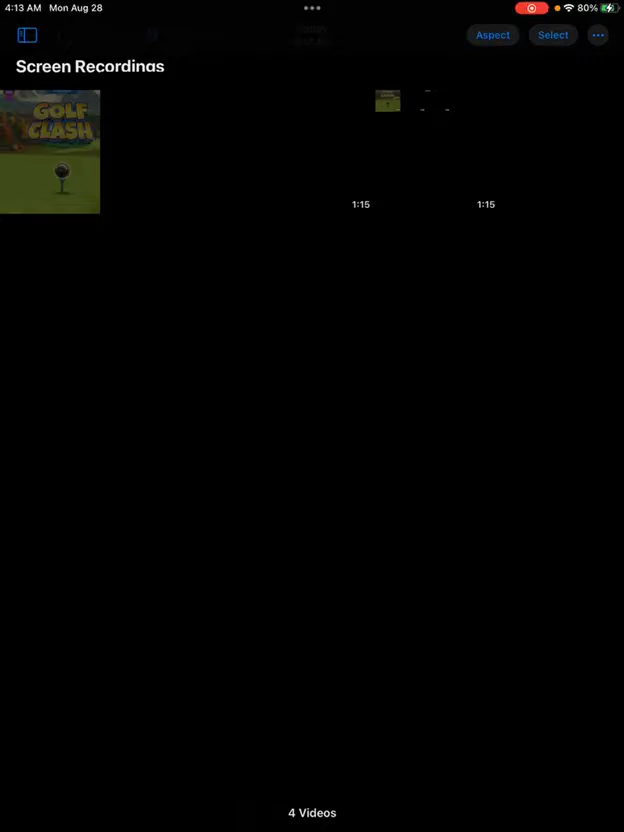 4:13 AM Mon Aug 28
80%
Aspect
Select
Screen Recordings
GOLF
CLASH
1:15
1:15
4 Videos